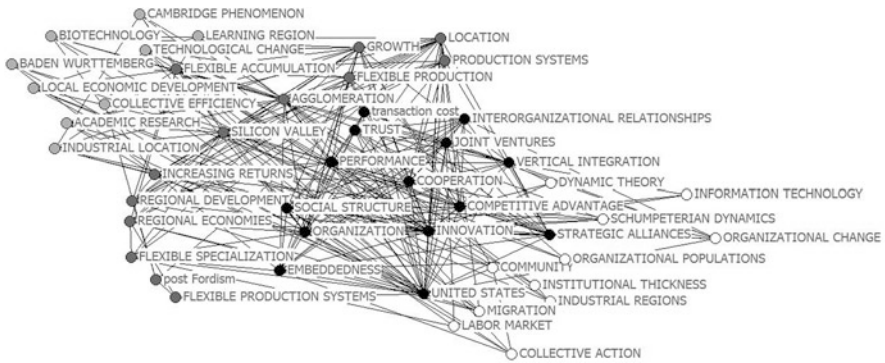 CAMBRIDGE PHENOMENON
BIOTECHNOLOGY
LEARNING REGION
LOCATION
TECHNOLOGICAL CHANGE
GROWTH
BADEN WURTTEMBERG
FLEXIBLE ACCUMULATION
PRODUCTION SYSTEMS
FLEXIBLE PRODUCTION
LOCAL ECONOMIC DEVELOPMENT
COLLECTIVE EFFICIENCY
AGGLOMERATION
transaction cost
ACADEMIC RESEARCH
SILICON VALLEY
TRUST
INTERORGANIZATIONAL RELATIONSHIPS
INDUSTRIAL LOCATION
JOINT VENTURES
PERFORMANCE
VERTICAL INTEGRATION
INCREASING RETURNS
COOPERATION
DYNAMIC THEORY
INFORMATION TECHNOLOGY
REGIONAL DEVELOPMENT
SOCIAL STRUCTURE
COMPETITIVE ADVANTAGE
REGIONAL ECONOMIES
SCHUMPETERIAN DYNAMICS
ORGANIZATION
INNOVATION
STRATEGIC ALLIANCES
ORGANIZATIONAL CHANGE
FLEXIBLE SPECIALIZATION
EMBEDDEDNESS
COMMUNITY
ORGANIZATIONAL POPULATIONS
post Fordism
INSTITUTIONAL THICKNESS
FLEXIBLE PRODUCTION SYSTEMS
UNITED STATES
INDUSTRIAL REGIONS
MIGRATION
LABOR MARKET
COLLECTIVE ACTION